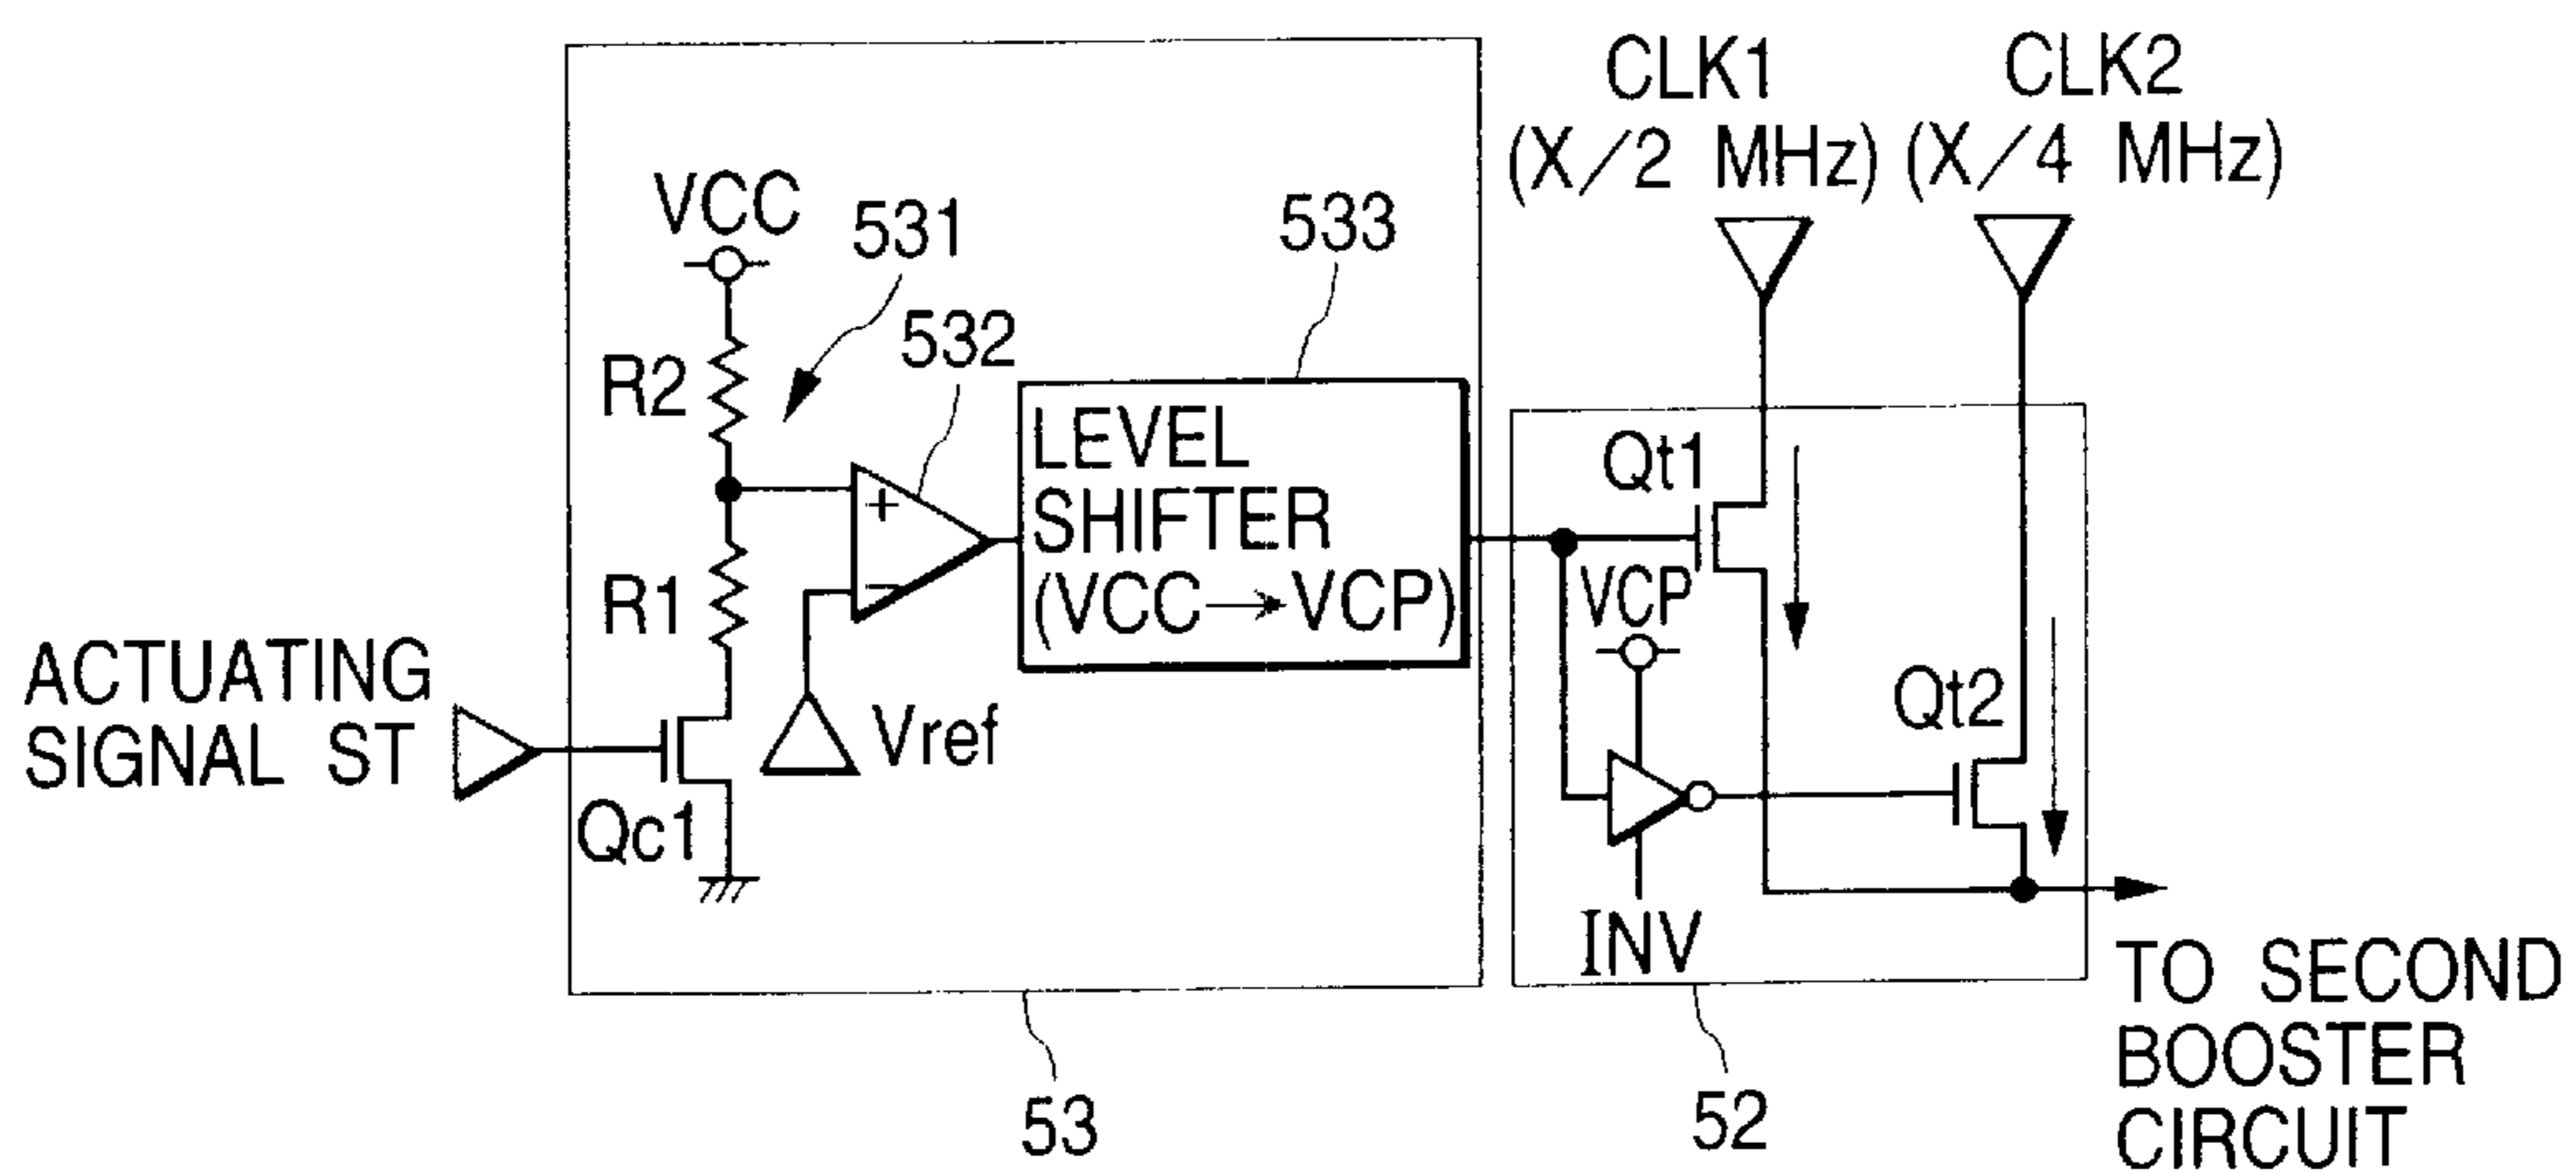 CLK1
(X/2 MHz)
CLK2
(X/4 MHz)
VCC
531
533
532
R2
LEVEL
SHIFTER
(VCC→VCP)
+
−
R1
Qt1
VCP
ACTUATING
SIGNAL ST
Vref
Qc1
Qt2
INV
TO SECOND
BOOSTER
CIRCUIT
53
52